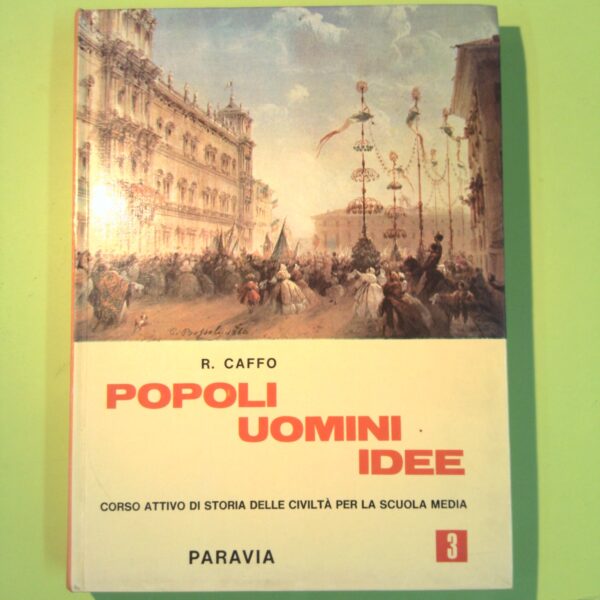 R. CAFFO
POPOLI
UOMINI
IDEE
CORSO ATTIVO DI STORIA DELLE CIVILTÀ PER LA SCUOLA MEDIA
PARAVIA
3